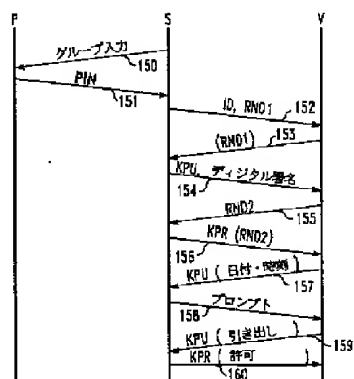 P S V
グループ入力
150
PIN
151
ID, RND1
152
(RND1)
153
KPU, ディジタル署名
154
RND2
155
KPR (RND2)
156
KPU (日付・時刻)
157
プロンプト
158
KPU (引き出し)
159
KPR (許可)
160